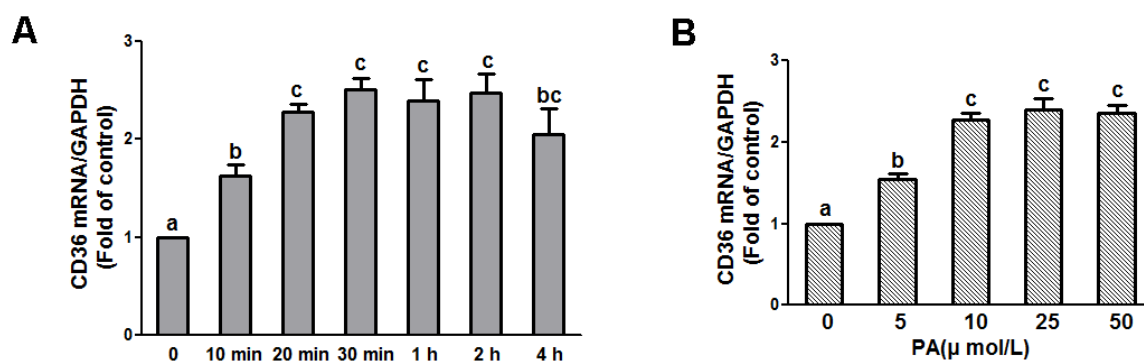 A
CD36 mRNA/GAPDH
(Fold of control)
3
2
1
0
a
b
c
c
c
c
bc
0 10 min 20 min 30 min 1 h 2 h 4 h
B
CD36 mRNA/GAPDH
(Fold of control)
3
2
1
0
a
b
c
c
c
0 5 10 25 50
PA(μ mol/L)